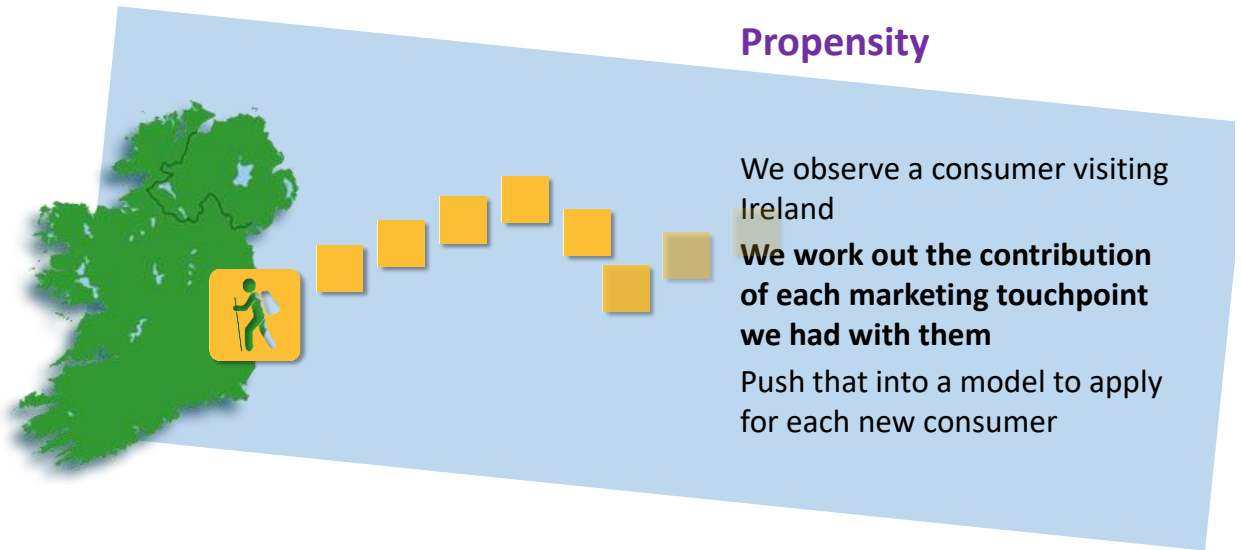 Propensity
We observe a consumer visiting
Ireland
We work out the contribution
of each marketing touchpoint
we had with them
Push that into a model to apply
for each new consumer